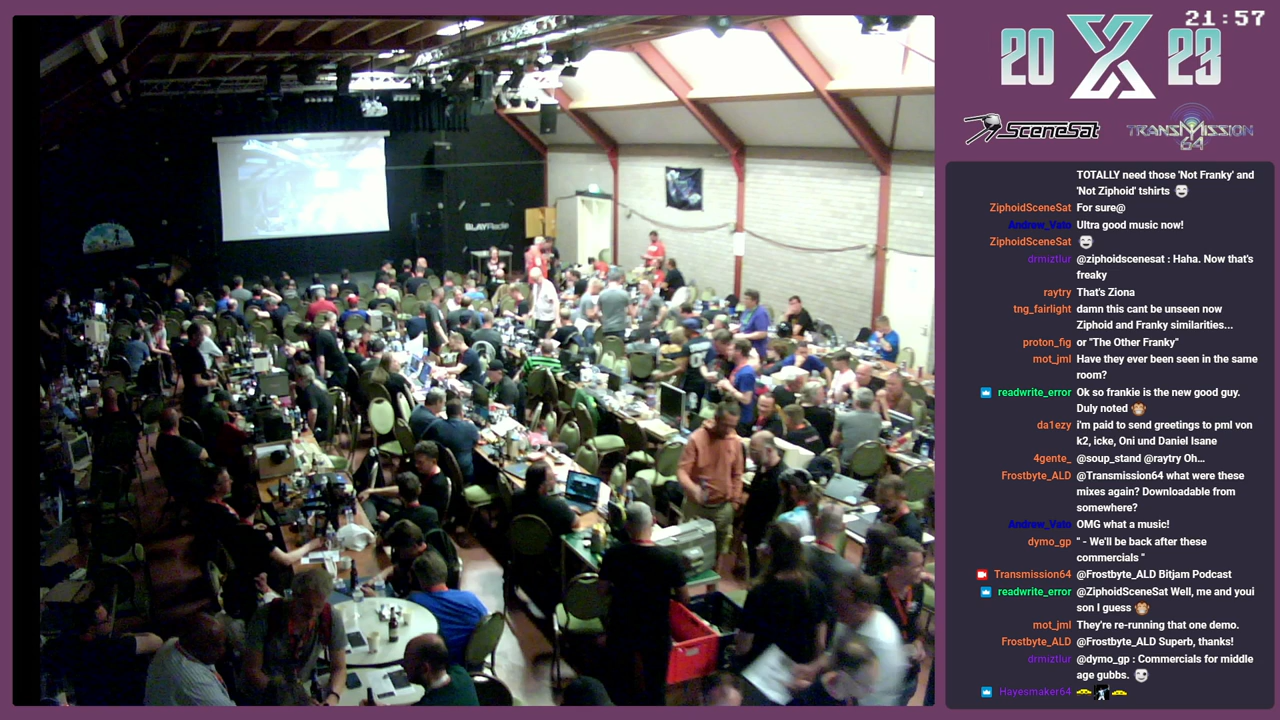 21:57
20 X 23
SceneSat
TRANSMISSION
64
SLAYRadio
TOTALLY need those 'Not Franky' and
'Not Ziphoid' tshirts
ZiphoidSceneSat For sure@
Andrew_Vato Ultra good music now!
ZiphoidSceneSat
drmiztiur @ziphoidscenesat : Haha. Now that's
freaky
raytry That's Ziona
tng_fairlight damn this cant be unseen now
Ziphoid and Franky similarities...
proton_fig or "The Other Franky"
mot_jml Have they ever been seen in the same
room?
readwrite_error Ok so frankie is the new good guy.
Duly noted
da1ezy i'm paid to send greetings to pml von
k2, icke, Oni und Daniel Isane
4gente_ @soup_stand @raytry Oh...
Frostbyte_ALD @Transmission64 what were these
mixes again? Downloadable from
somewhere?
Andrew_Vato OMG what a music!
dymo_gp " - We'll be back after these
commercials "
Transmission64 @Frostbyte_ALD Bitjam Podcast
readwrite_error @ZiphoidSceneSat Well, me and youi
son I guess
mot_jml They're re-running that one demo.
Frostbyte_ALD @Frostbyte_ALD Superb, thanks!
drmiztiur @dymo_gp : Commercials for middle
age gubbs.
Hayesmaker64